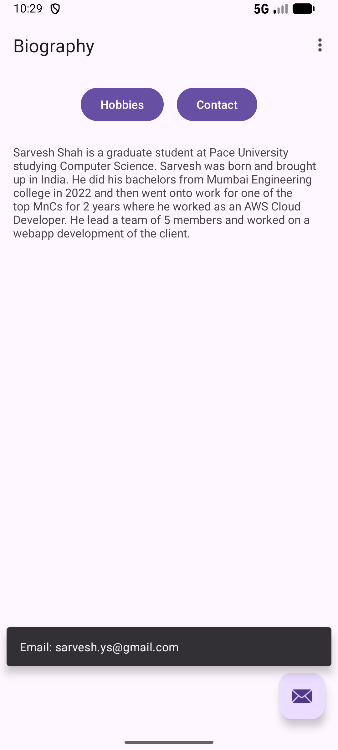 10:29
5G
Biography
Hobbies
Contact
Sarvesh Shah is a graduate student at Pace University
studying Computer Science. Sarvesh was born and brought
up in India. He did his bachelors from Mumbai Engineering
college in 2022 and then went onto work for one of the
top MnCs for 2 years where he worked as an AWS Cloud
Developer. He lead a team of 5 members and worked on a
webapp development of the client.
Email: sarvesh.ys@gmail.com